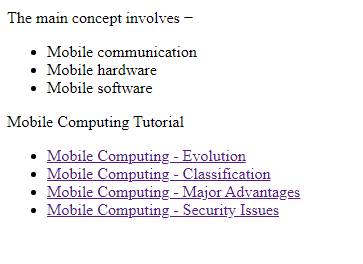 The main concept involves −
Mobile communication
Mobile hardware
Mobile software
Mobile Computing Tutorial
Mobile Computing - Evolution
Mobile Computing - Classification
Mobile Computing - Major Advantages
Mobile Computing - Security Issues